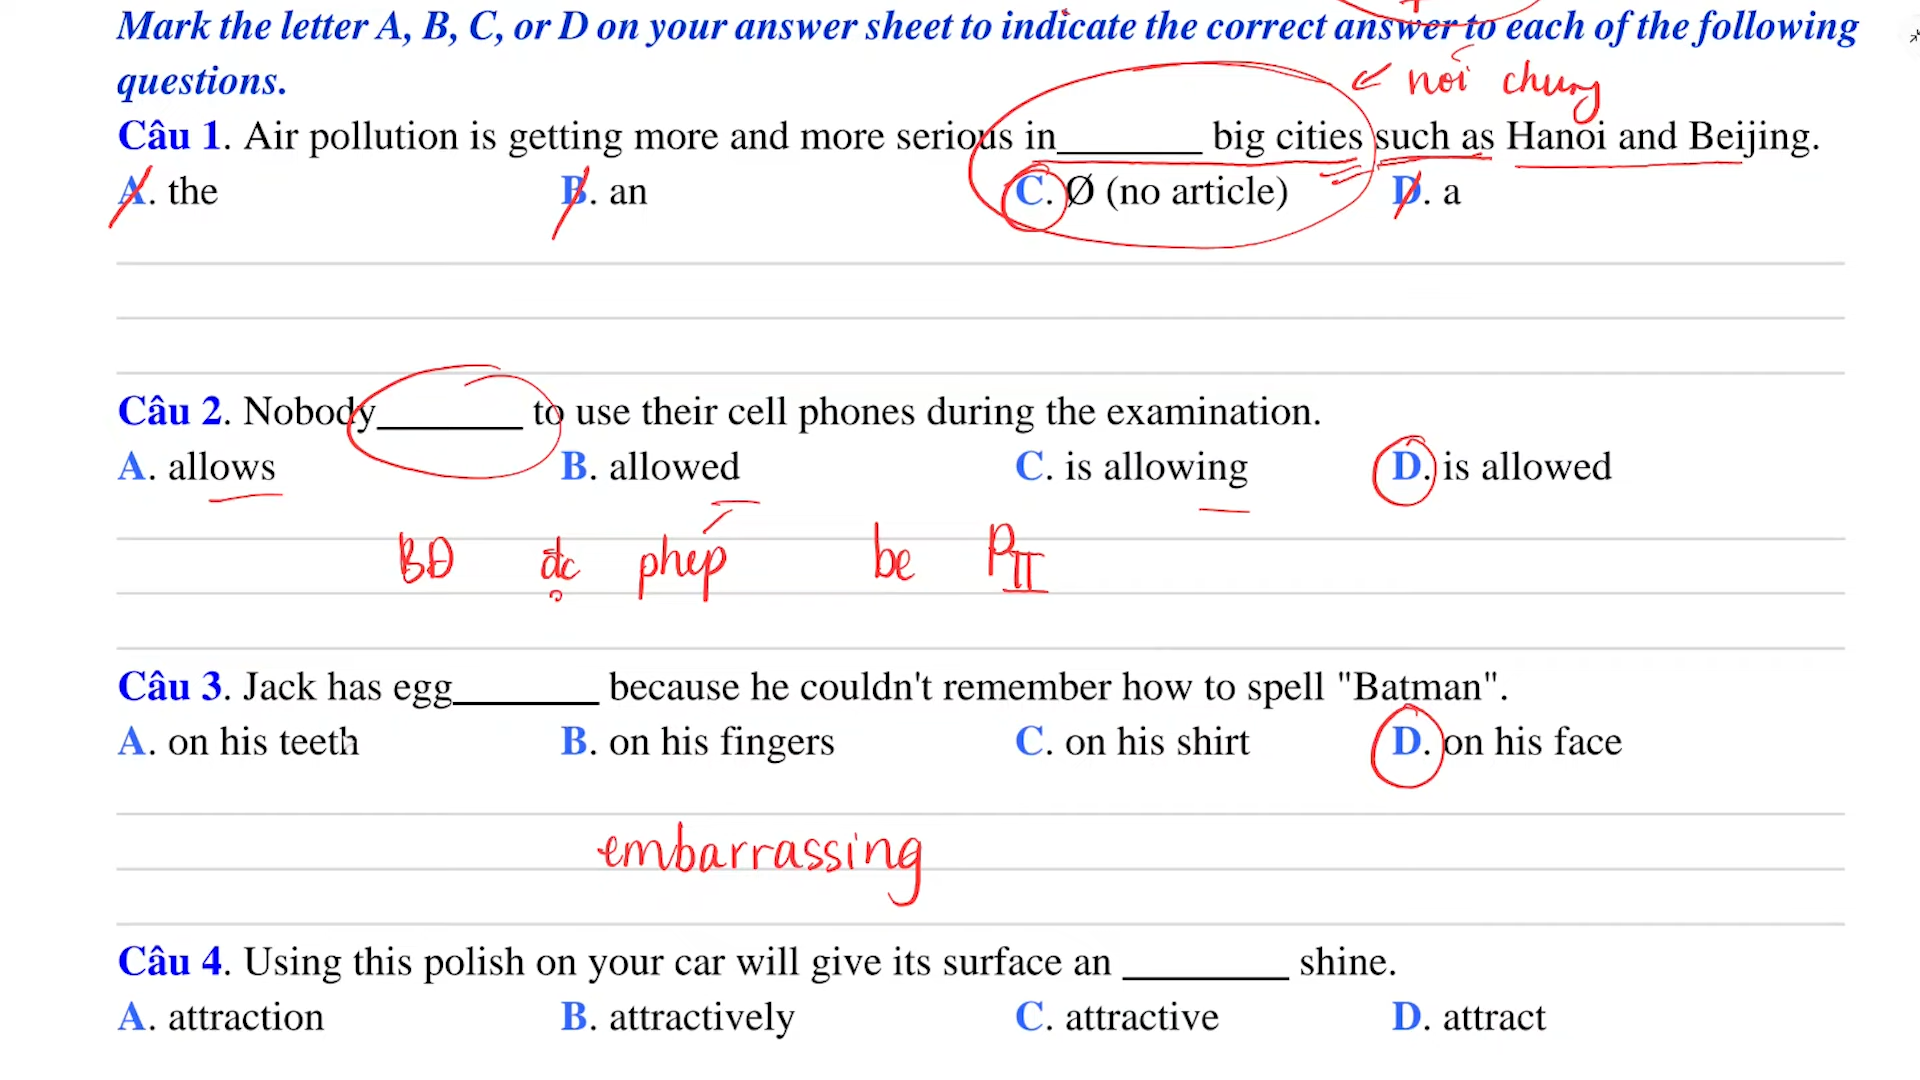 Mark the letter A, B, C, or D on your answer sheet to indicate the correct answer to each of the following
questions.
nói chung
Câu 1. Air pollution is getting more and more serious in_______ big cities such as Hanoi and Beijing.
A. the B. an C. Ø (no article) D. a
Câu 2. Nobody_______ to use their cell phones during the examination.
A. allows B. allowed C. is allowing D. is allowed
BĐ đc phép be PII
Câu 3. Jack has egg_______ because he couldn't remember how to spell "Batman".
A. on his teeth B. on his fingers C. on his shirt D. on his face
embarrassing
Câu 4. Using this polish on your car will give its surface an ________ shine.
A. attraction B. attractively C. attractive D. attract